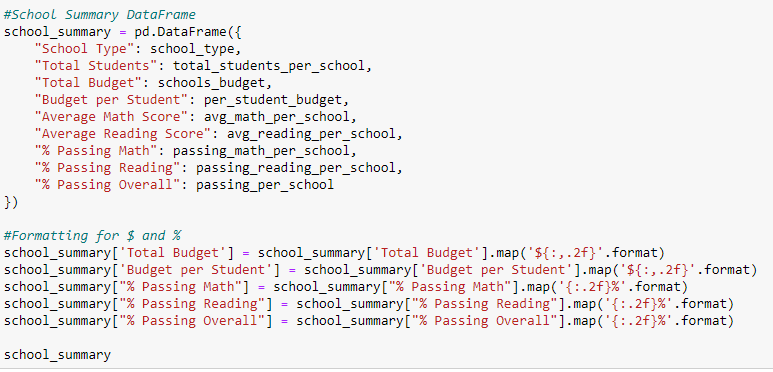 #School Summary DataFrame
school_summary = pd.DataFrame({
    "School Type": school_type,
    "Total Students": total_students_per_school,
    "Total Budget": schools_budget,
    "Budget per Student": per_student_budget,
    "Average Math Score": avg_math_per_school,
    "Average Reading Score": avg_reading_per_school,
    "% Passing Math": passing_math_per_school,
    "% Passing Reading": passing_reading_per_school,
    "% Passing Overall": passing_per_school
})

#Formatting for $ and %
school_summary['Total Budget'] = school_summary['Total Budget'].map('${:,.2f}'.format)
school_summary['Budget per Student'] = school_summary['Budget per Student'].map('${:,.2f}'.format)
school_summary["% Passing Math"] = school_summary["% Passing Math"].map('{:.2f}%'.format)
school_summary["% Passing Reading"] = school_summary["% Passing Reading"].map('{:.2f}%'.format)
school_summary["% Passing Overall"] = school_summary["% Passing Overall"].map('{:.2f}%'.format)

school_summary